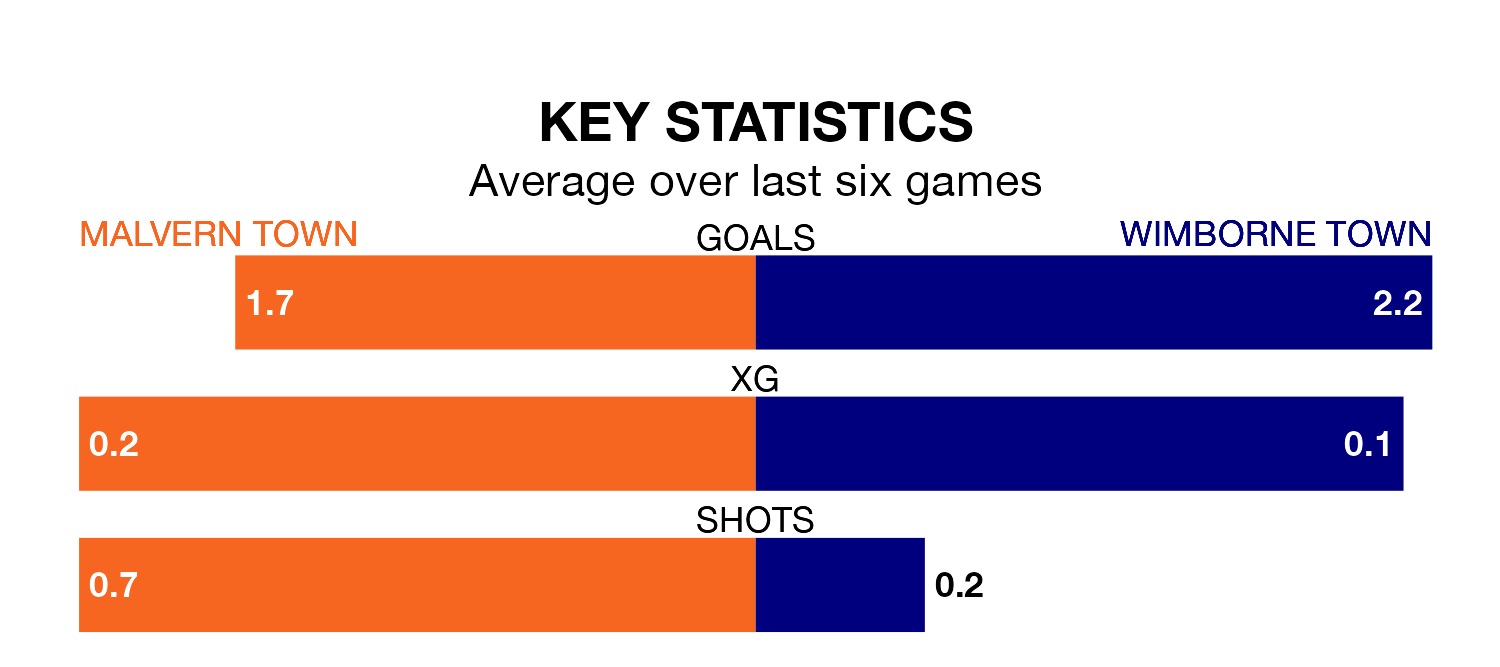 KEY STATISTICS
Average over last six games
MALVERN TOWN
GOALS
WIMBORNE TOWN
1.7
2.2
XG
0.2
0.1
SHOTS
0.7
0.2